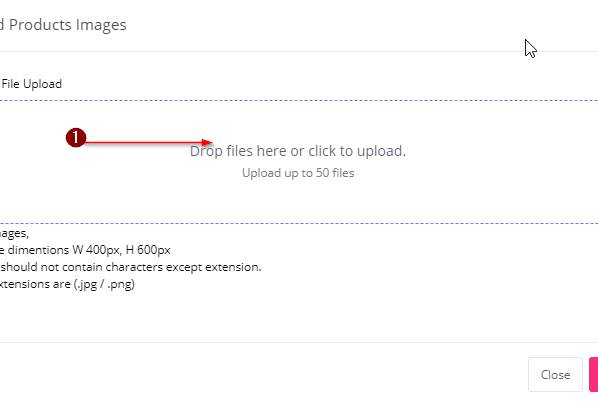 d Products Images
File Upload
1
Drop files here or click to upload.
Upload up to 50 files
ages,
e dimentions W 400px, H 600px
should not contain characters except extension.
xtensions are (.jpg / .png)
Close